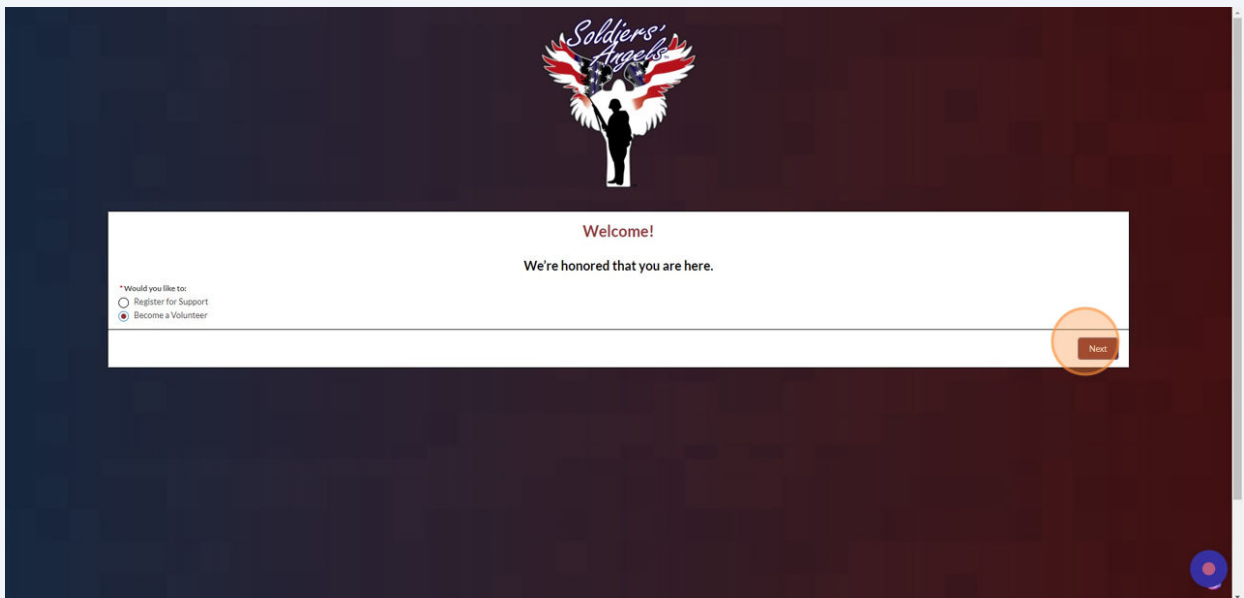 Soldiers'
Angels
Welcome!
We're honored that you are here.
*Would you like to:
Register for Support
Become a Volunteer
Next